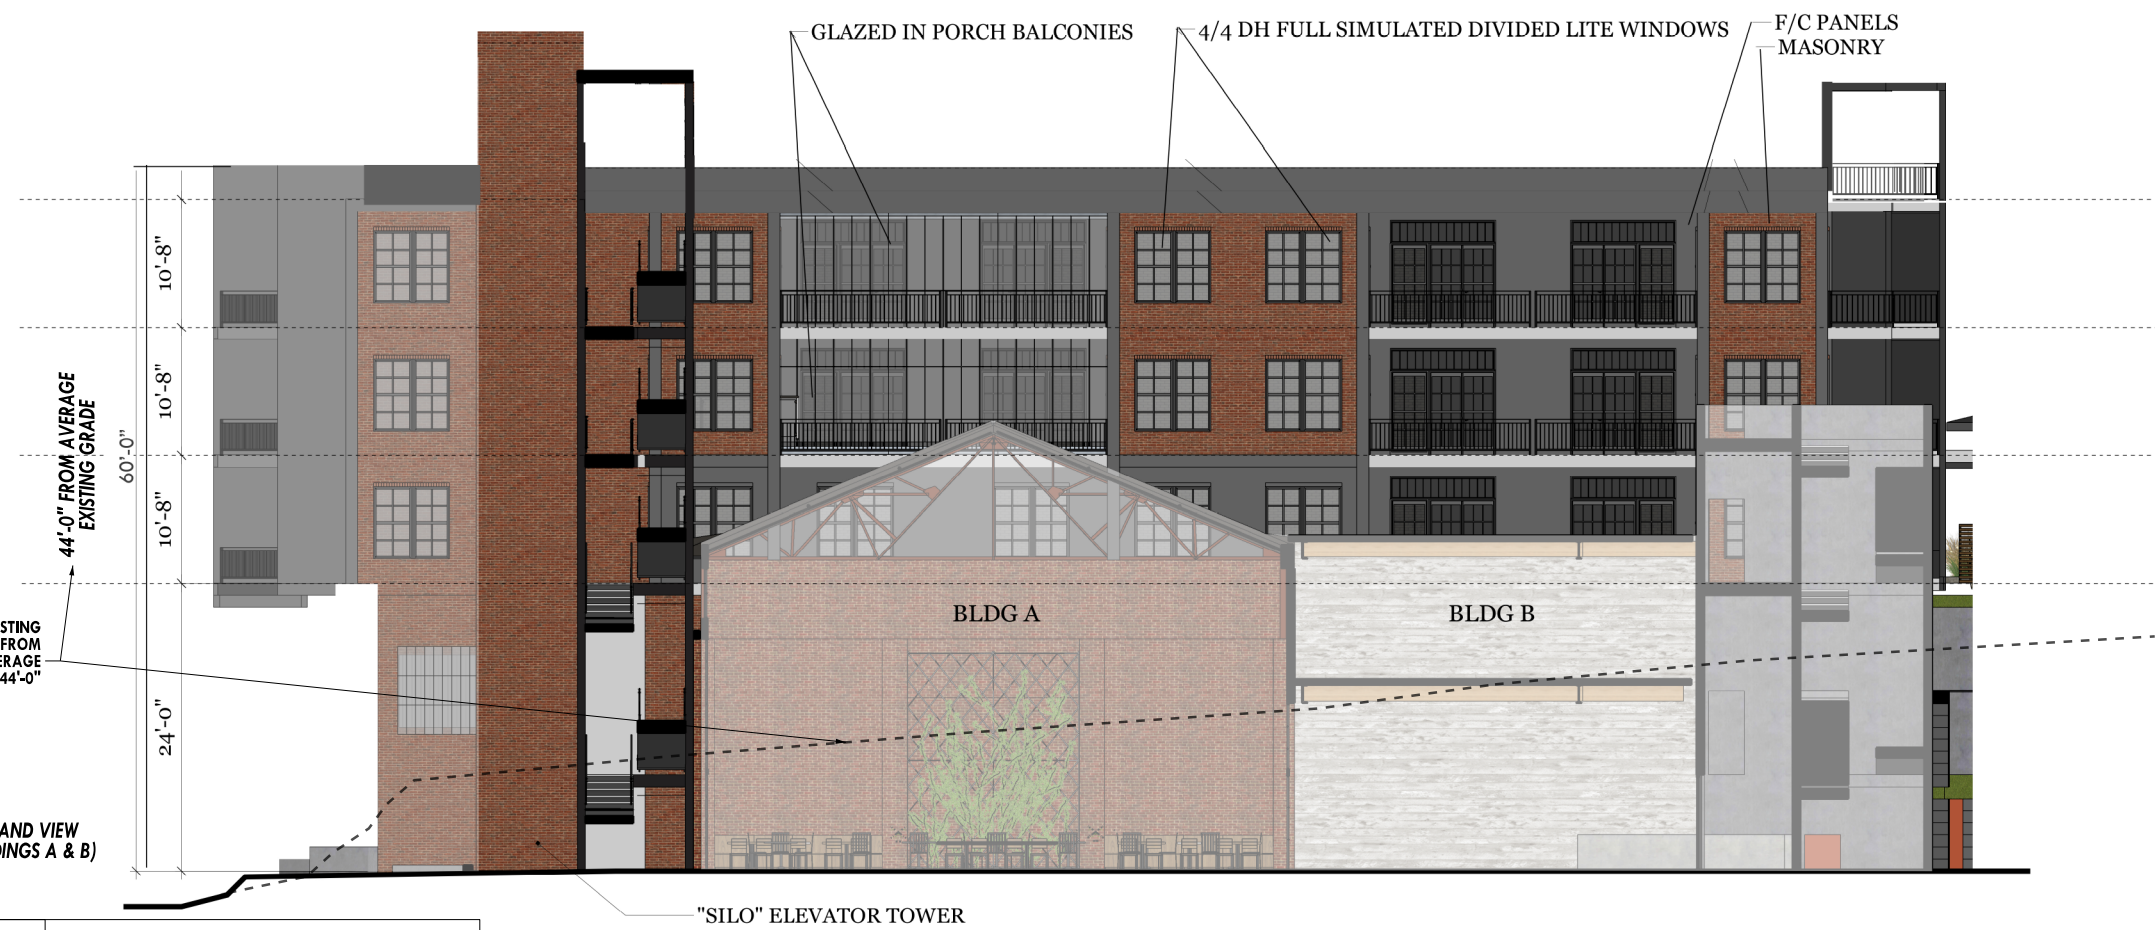 GLAZED IN PORCH BALCONIES
4/4 DH FULL SIMULATED DIVIDED LITE WINDOWS
F/C PANELS
MASONRY
10'-8"
10'-8"
10'-8"
24'-0"
60'-0"
44'-0" FROM AVERAGE
EXISTING GRADE
STING
FROM
ERAGE
44'-0"
AND VIEW
DINGS A & B)
BLDG A
BLDG B
"SILO" ELEVATOR TOWER